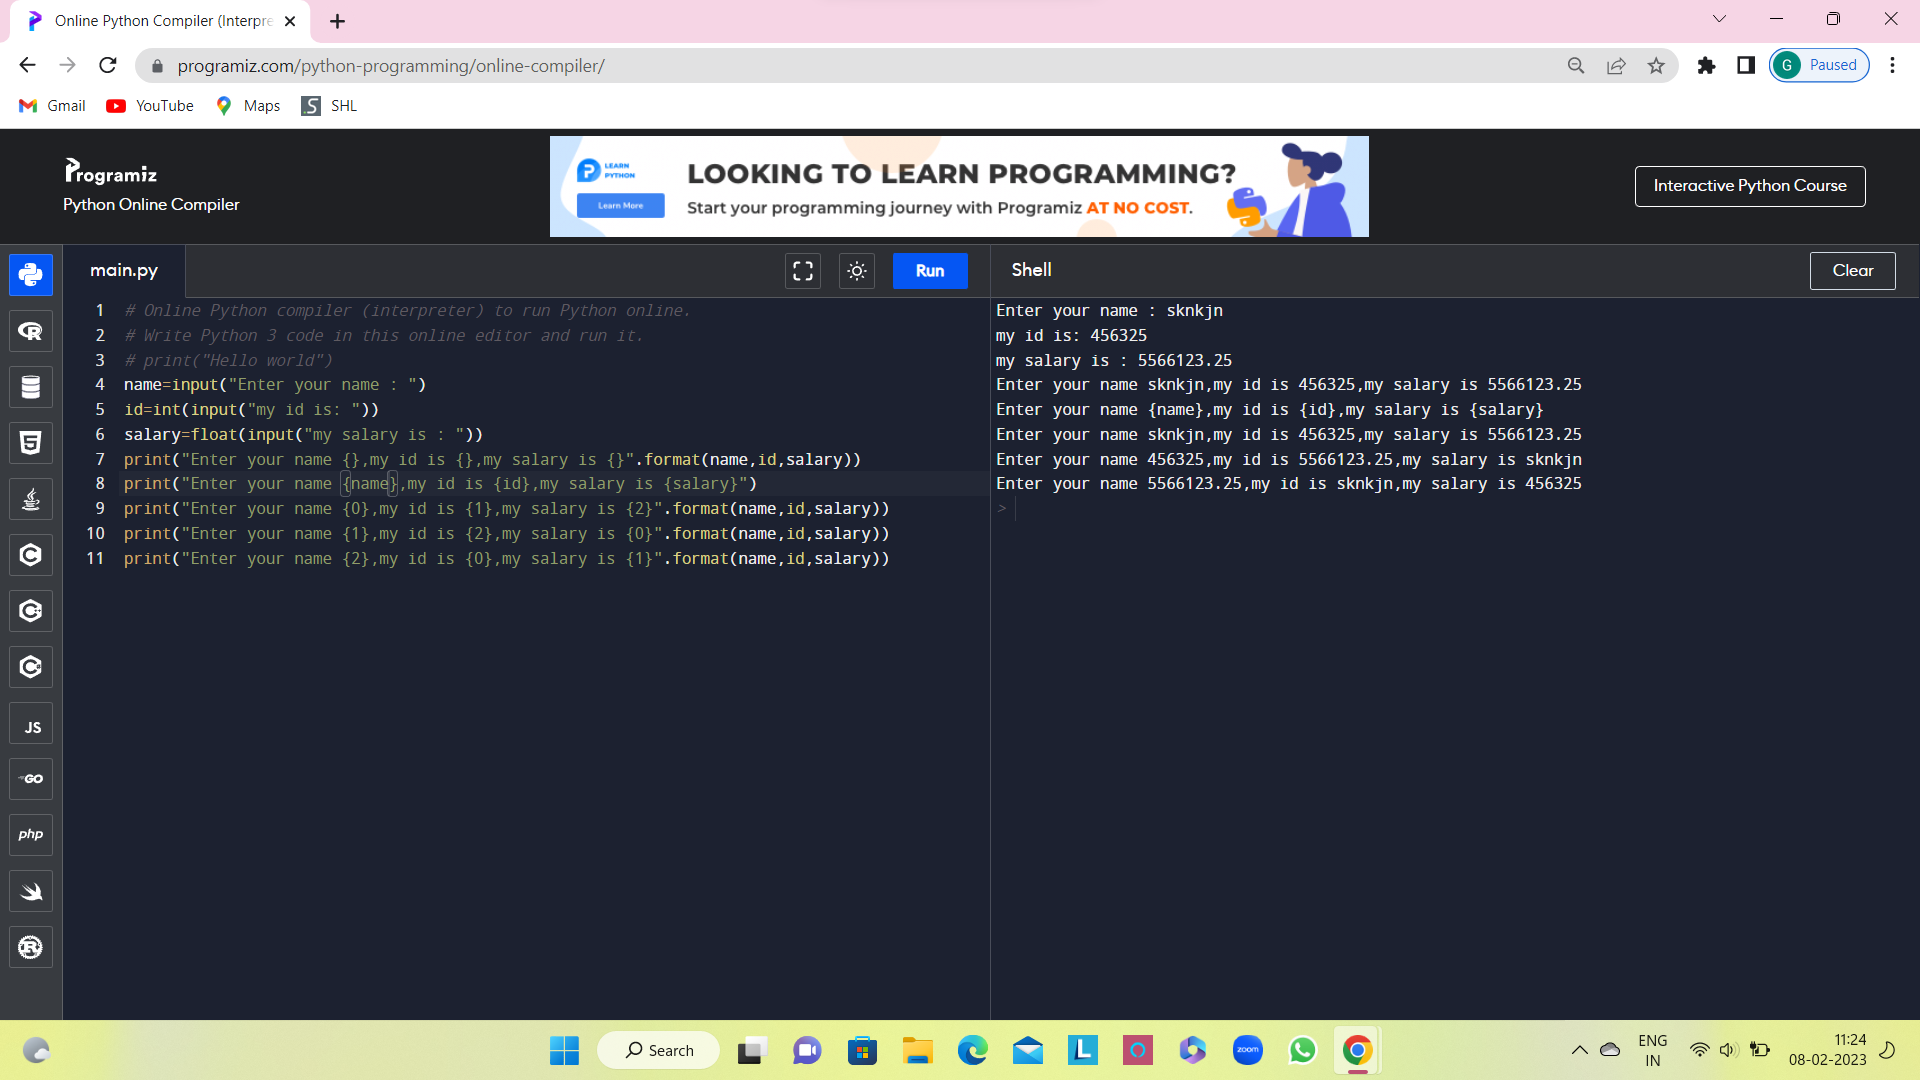 Online Python Compiler (Interpre
programiz.com/python-programming/online-compiler/
G Paused
Gmail YouTube Maps S SHL
Programiz
Python Online Compiler
LEARN PYTHON
Learn More
LOOKING TO LEARN PROGRAMMING?
Start your programming journey with Programiz AT NO COST.
Interactive Python Course
main.py
Run
Shell
Clear
1 # Online Python compiler (interpreter) to run Python online.
2 # Write Python 3 code in this online editor and run it.
3 # print("Hello world")
4 name=input("Enter your name : ")
5 id=int(input("my id is: "))
6 salary=float(input("my salary is : "))
7 print("Enter your name {},my id is {},my salary is {}".format(name,id,salary))
8 print("Enter your name {name},my id is {id},my salary is {salary}")
9 print("Enter your name {0},my id is {1},my salary is {2}".format(name,id,salary))
10 print("Enter your name {1},my id is {2},my salary is {0}".format(name,id,salary))
11 print("Enter your name {2},my id is {0},my salary is {1}".format(name,id,salary))
Enter your name : sknkjn
my id is: 456325
my salary is : 5566123.25
Enter your name sknkjn,my id is 456325,my salary is 5566123.25
Enter your name {name},my id is {id},my salary is {salary}
Enter your name sknkjn,my id is 456325,my salary is 5566123.25
Enter your name 456325,my id is 5566123.25,my salary is sknkjn
Enter your name 5566123.25,my id is sknkjn,my salary is 456325
>
R
5
C
C
C
JS
GO
php
R
Search
L
zoom
ENG
IN
11:24
08-02-2023